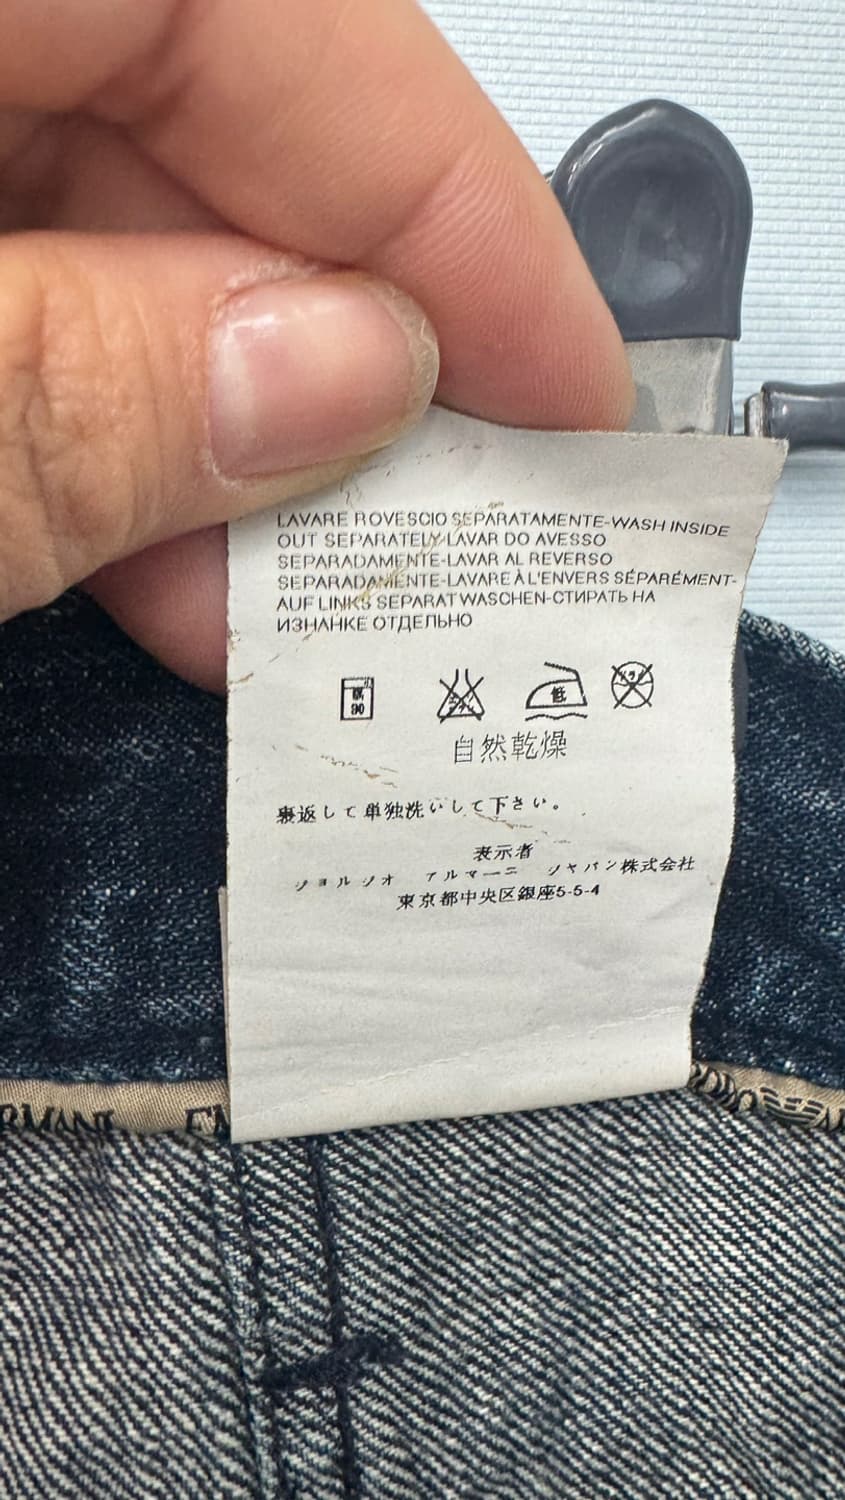 LAVARE ROVESCIO SEPARATAMENTE-WASH INSIDE
OUT SEPARATELY-LAVAR DO AVESSO
SEPARADAMENTE-LAVAR AL REVERSO
SEPARADAMENTE-LAVARE À L'ENVERS SÉPARÉMENT-
AUF LINKS SEPARAT WASCHEN-СТИРАТЬ НА
ИЗНАНКЕ ОТДЕЛЬНО
30
低
自然乾燥
裏返して単独洗いして下さい。
表示者
ジョルジオ アルマーニ ジャパン株式会社
東京都中央区銀座5-5-4